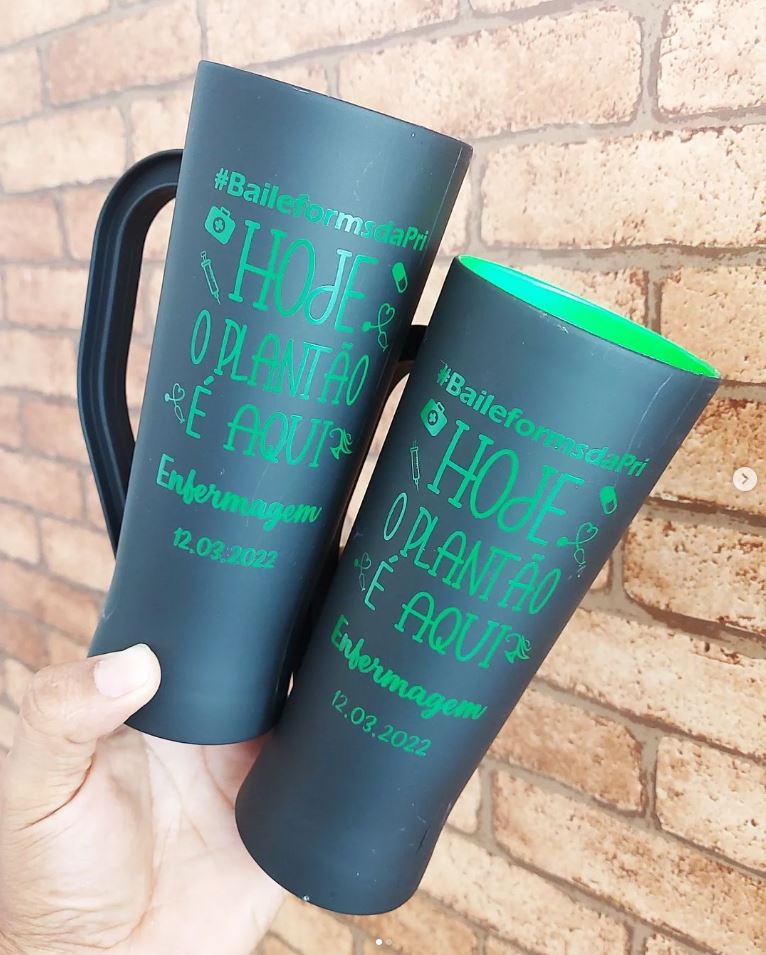 #BaileformsdaPri
HOJE
O PLANTÃO
É AQUI
Enfermagem
12.03.2022
#BaileformsdaPri
HOJE
O PLANTÃO
É AQUI
Enfermagem
12.03.2022